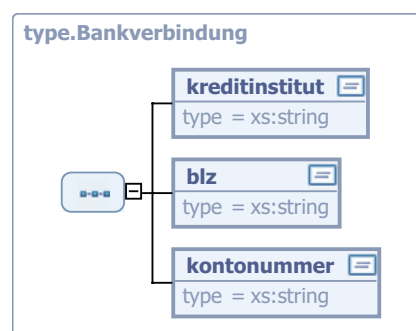 type.Bankverbindung
kreditinstitut
type = xs:string
blz
type = xs:string
kontonummer
type = xs:string